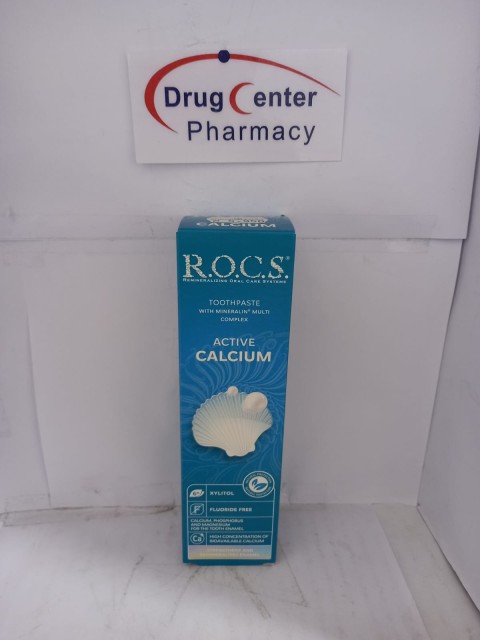 Drug Center
Pharmacy
CALCIUM
R.O.C.S.®
REMINERALIZING ORAL CARE SYSTEMS
TOOTHPASTE
WITH MINERALIN® MULTI
COMPLEX
ACTIVE
CALCIUM
XYLITOL
F FLUORIDE FREE
CALCIUM, PHOSPHORUS
AND MAGNESIUM
FOR THE TOOTH ENAMEL
Ca HIGH CONCENTRATION OF
BIOAVAILABLE CALCIUM